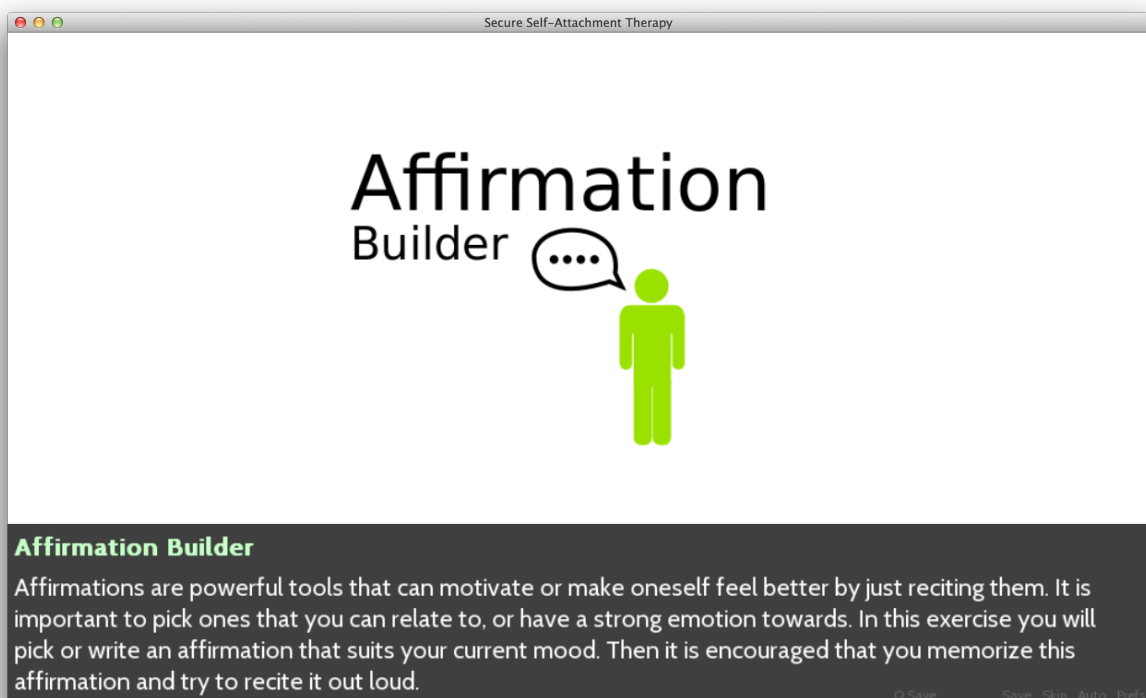 Secure Self-Attachment Therapy
Affirmation
Builder
Affirmation Builder
Affirmations are powerful tools that can motivate or make oneself feel better by just reciting them. It is
important to pick ones that you can relate to, or have a strong emotion towards. In this exercise you will
pick or write an affirmation that suits your current mood. Then it is encouraged that you memorize this
affirmation and try to recite it out loud.
Q.Save Save Skip Auto Prefs